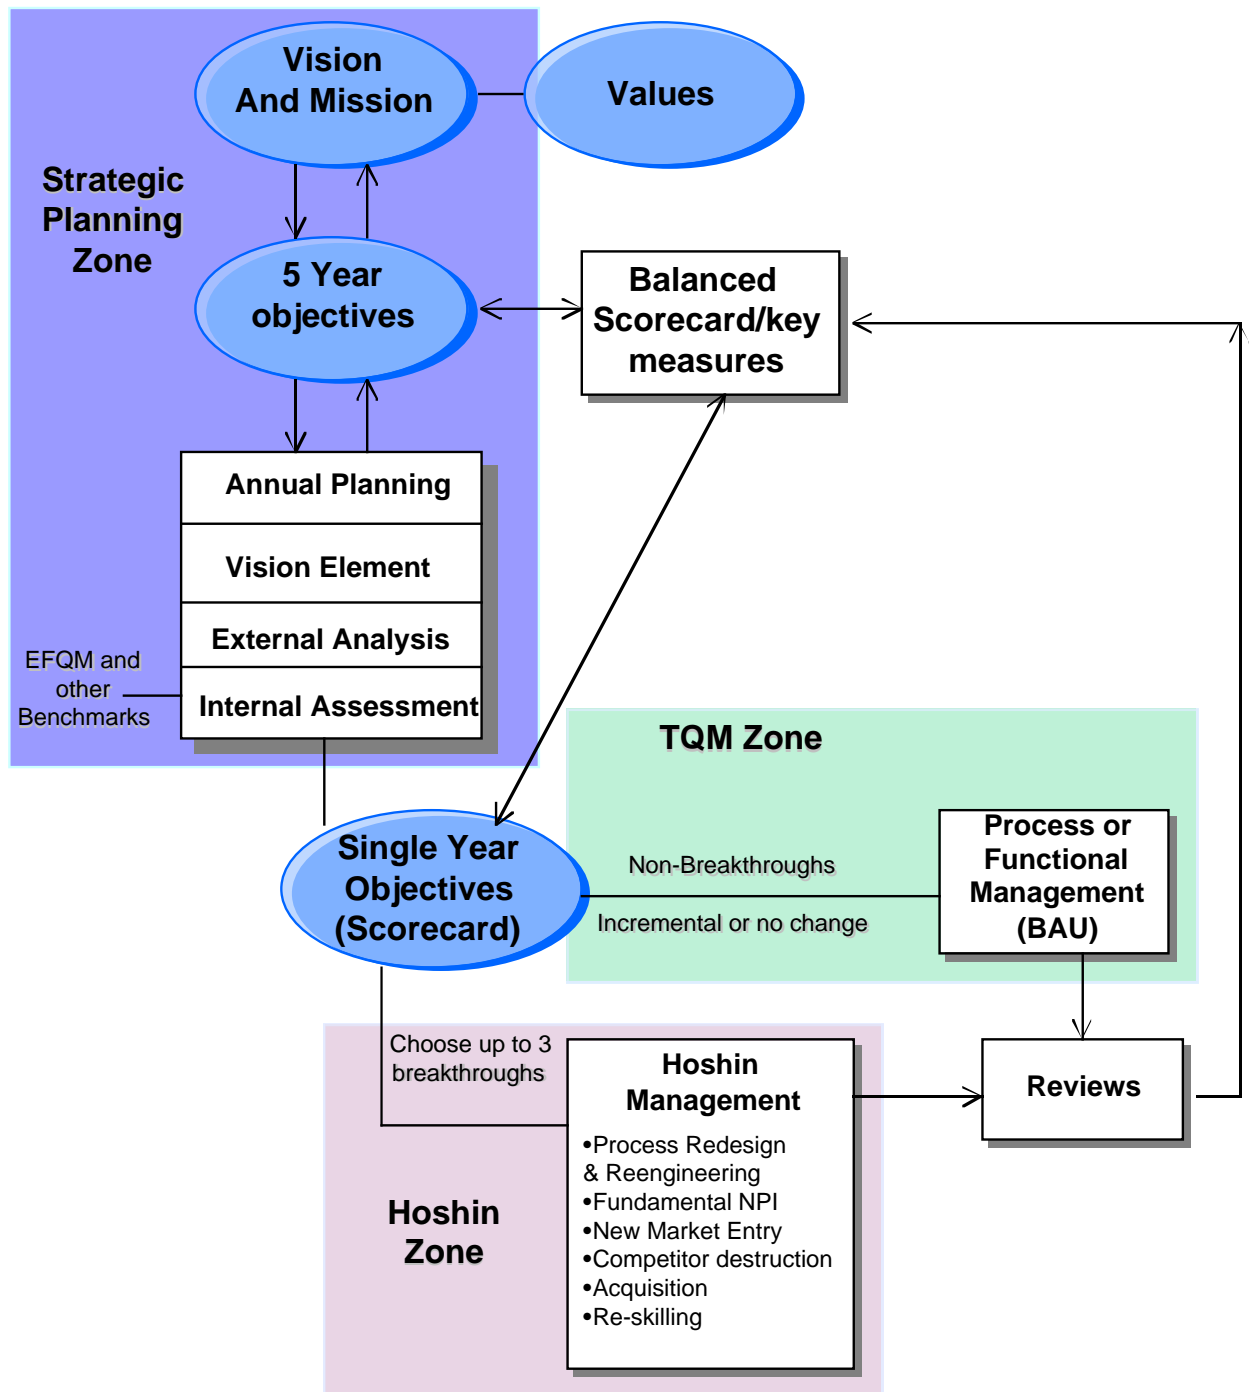 Vision
And Mission
Values
Strategic
Planning
Zone
5 Year
objectives
Balanced
Scorecard/key
measures
Annual Planning
Vision Element
External Analysis
Internal Assessment
EFQM and
other
Benchmarks
TQM Zone
Single Year
Objectives
(Scorecard)
Non-Breakthroughs
Incremental or no change
Process or
Functional
Management
(BAU)
Choose up to 3
breakthroughs
Hoshin
Management
•Process Redesign
& Reengineering
•Fundamental NPI
•New Market Entry
•Competitor destruction
•Acquisition
•Re-skilling
Reviews
Hoshin
Zone